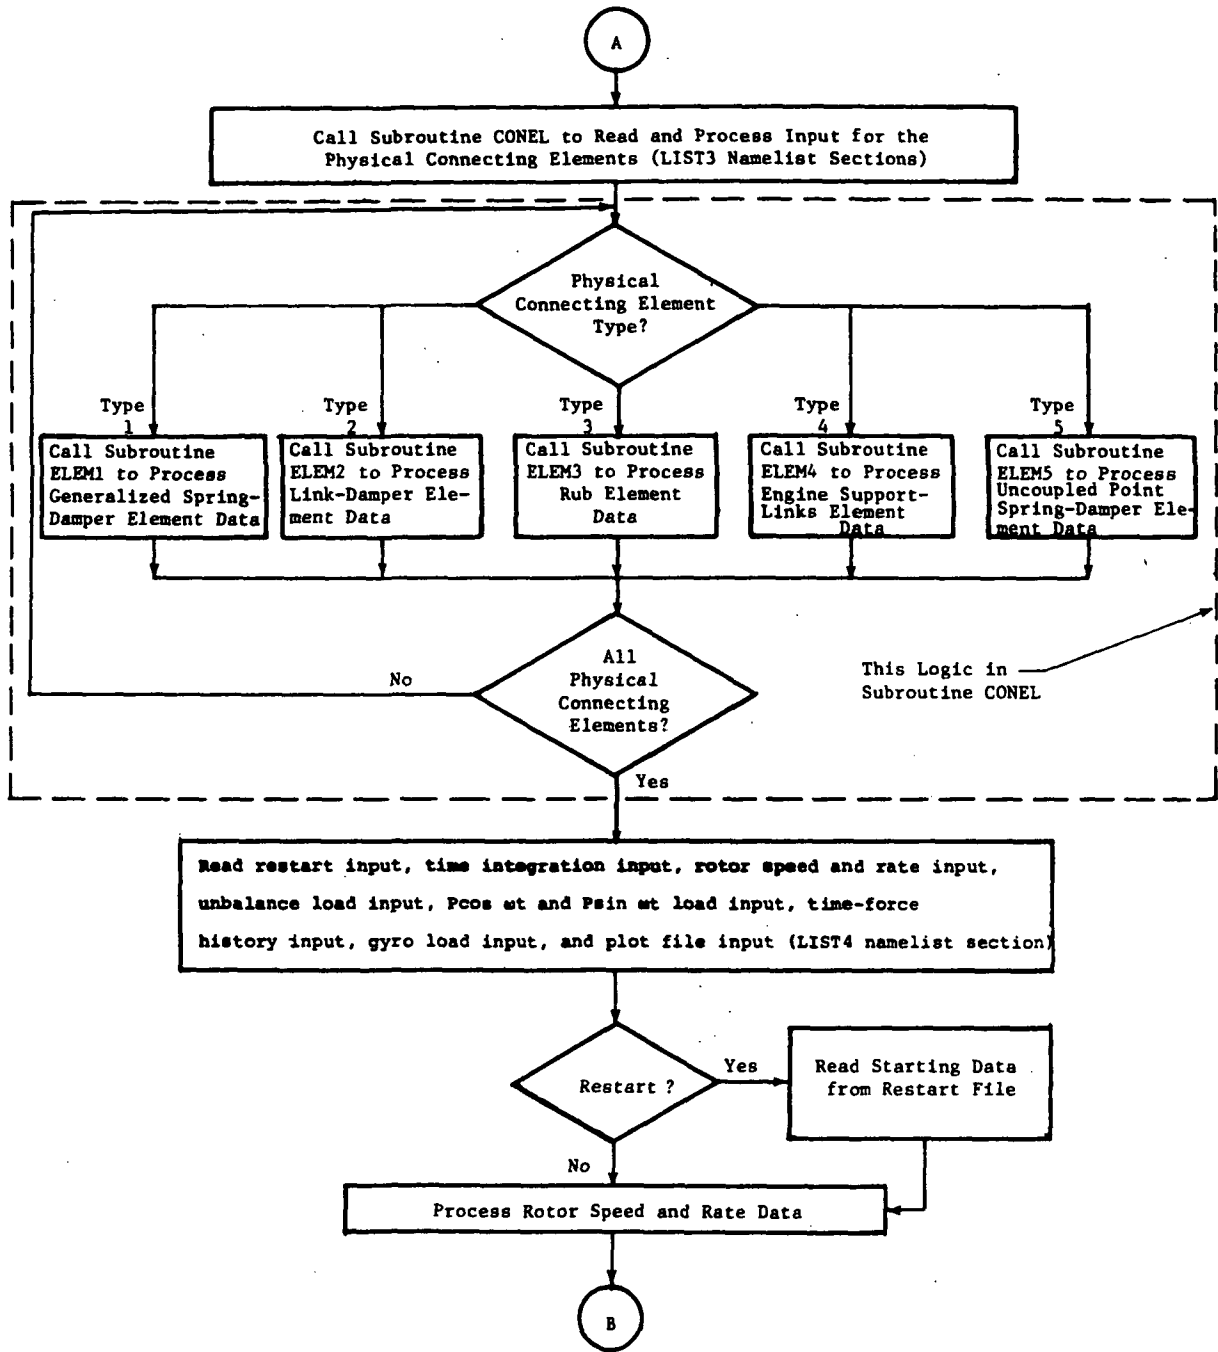 A
Call Subroutine CONEL to Read and Process Input for the
Physical Connecting Elements (LIST3 Namelist Sections)
Physical
Connecting Element
Type?
Type
1
Call Subroutine
ELEM1 to Process
Generalized Spring-
Damper Element Data
Type
2
Call Subroutine
ELEM2 to Process
Link-Damper Ele-
ment Data
Type
3
Call Subroutine
ELEM3 to Process
Rub Element
Data
Type
4
Call Subroutine
ELEM4 to Process
Engine Support-
Links Element
Data
Type
5
Call Subroutine
ELEM5 to Process
Uncoupled Point
Spring-Damper Ele-
ment Data
All
Physical
Connecting
Elements?
No
This Logic in
Subroutine CONEL
Yes
Read restart input, time integration input, rotor speed and rate input,
unbalance load input, Pcos ωt and Psin ωt load input, time-force
history input, gyro load input, and plot file input (LIST4 namelist section)
Restart ?
Yes
Read Starting Data
from Restart File
No
Process Rotor Speed and Rate Data
B